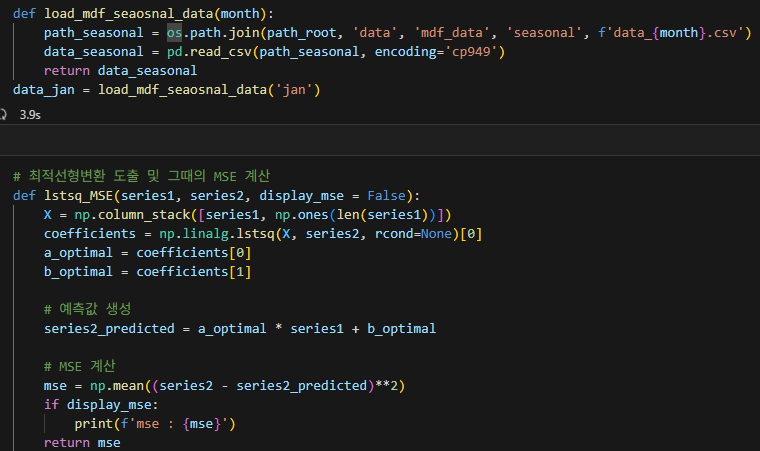 def load_mdf_seaosnal_data(month):
    path_seasonal = os.path.join(path_root, 'data', 'mdf_data', 'seasonal', f'data_{month}.csv')
    data_seasonal = pd.read_csv(path_seasonal, encoding='cp949')
    return data_seasonal
data_jan = load_mdf_seaosnal_data('jan')
3.9s
# 최적선형변환 도출 및 그때의 MSE 계산
def lstsq_MSE(series1, series2, display_mse = False):
    X = np.column_stack([series1, np.ones(len(series1))])
    coefficients = np.linalg.lstsq(X, series2, rcond=None)[0]
    a_optimal = coefficients[0]
    b_optimal = coefficients[1]
    # 예측값 생성
    series2_predicted = a_optimal * series1 + b_optimal
    # MSE 계산
    mse = np.mean((series2 - series2_predicted)**2)
    if display_mse:
        print(f'mse : {mse}')
    return mse